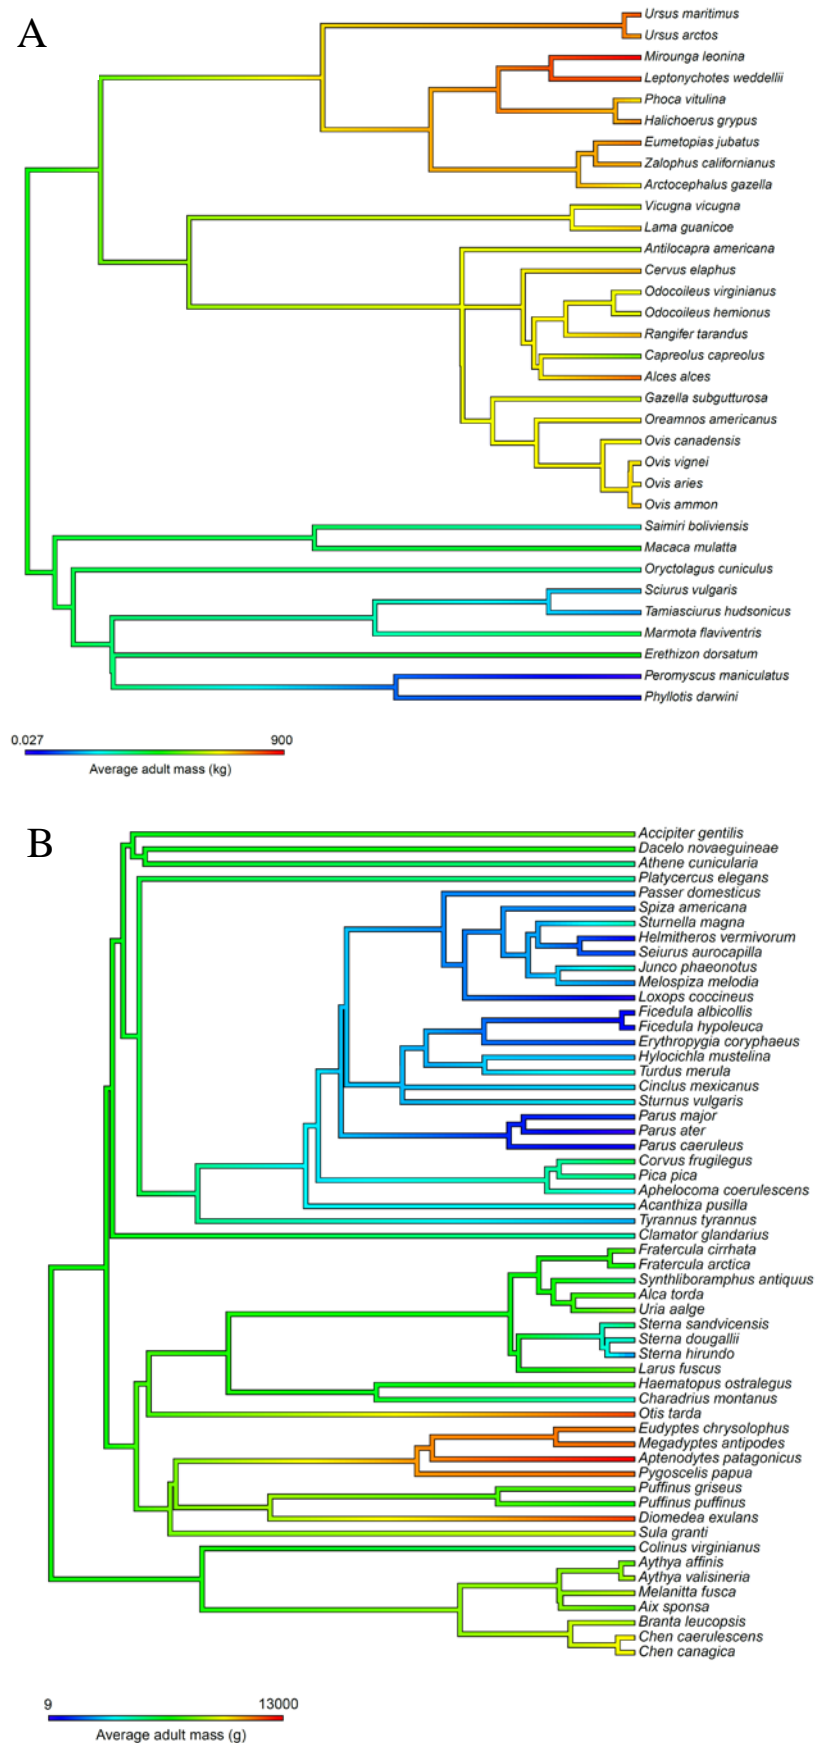 A
Ursus maritimus
Ursus arctos
Mirounga leonina
Leptonychotes weddellii
Phoca vitulina
Halichoerus grypus
Eumetopias jubatus
Zalophus californianus
Arctocephalus gazella
Vicugna vicugna
Lama guanicoe
Antilocapra americana
Cervus elaphus
Odocoileus virginianus
Odocoileus hemionus
Rangifer tarandus
Capreolus capreolus
Alces alces
Gazella subgutturosa
Oreamnos americanus
Ovis canadensis
Ovis vignei
Ovis aries
Ovis ammon
Saimiri boliviensis
Macaca mulatta
Oryctolagus cuniculus
Sciurus vulgaris
Tamiasciurus hudsonicus
Marmota flaviventris
Erethizon dorsatum
Peromyscus maniculatus
Phyllotis darwini
0.027 900
Average adult mass (kg)
B
Accipiter gentilis
Dacelo novaeguineae
Athene cunicularia
Platycercus elegans
Passer domesticus
Spiza americana
Sturnella magna
Helmitheros vermivorum
Seiurus aurocapilla
Junco phaeonotus
Melospiza melodia
Loxops coccineus
Ficedula albicollis
Ficedula hypoleuca
Erythropygia coryphaeus
Hylocichla mustelina
Turdus merula
Cinclus mexicanus
Sturnus vulgaris
Parus major
Parus ater
Parus caeruleus
Corvus frugilegus
Pica pica
Aphelocoma coerulescens
Acanthiza pusilla
Tyrannus tyrannus
Clamator glandarius
Fratercula cirrhata
Fratercula arctica
Synthliboramphus antiquus
Alca torda
Uria aalge
Sterna sandvicensis
Sterna dougallii
Sterna hirundo
Larus fuscus
Haematopus ostralegus
Charadrius montanus
Otis tarda
Eudyptes chrysolophus
Megadyptes antipodes
Aptenodytes patagonicus
Pygoscelis papua
Puffinus griseus
Puffinus puffinus
Diomedea exulans
Sula granti
Colinus virginianus
Aythya affinis
Aythya valisineria
Melanitta fusca
Aix sponsa
Branta leucopsis
Chen caerulescens
Chen canagica
9 13000
Average adult mass (g)